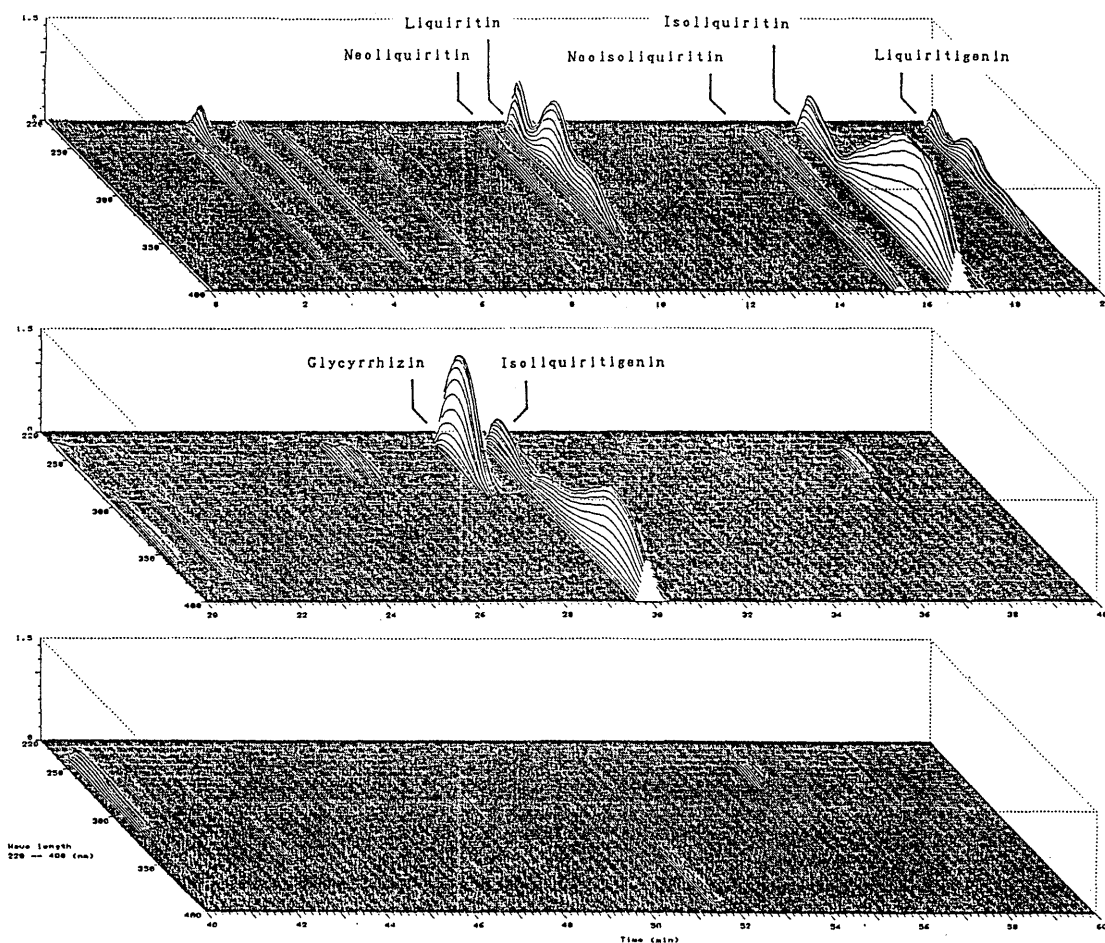 1.5
Liquiritin Isoliquiritin
Neoliquiritin Neoisoliquiritin Liquiritigenin
0
220
250
300
350
400
0 2 4 6 8 10 12 14 16 18 2
1.5
Glycyrrhizin Isoliquiritigenin
0
220
250
300
350
400
20 22 24 26 28 30 32 34 36 38 40
1.5
0
220
250
300
Wave length
220 -- 400 (nm)
350
400
40 42 44 46 48 50 52 54 56 58 60
Time (min)